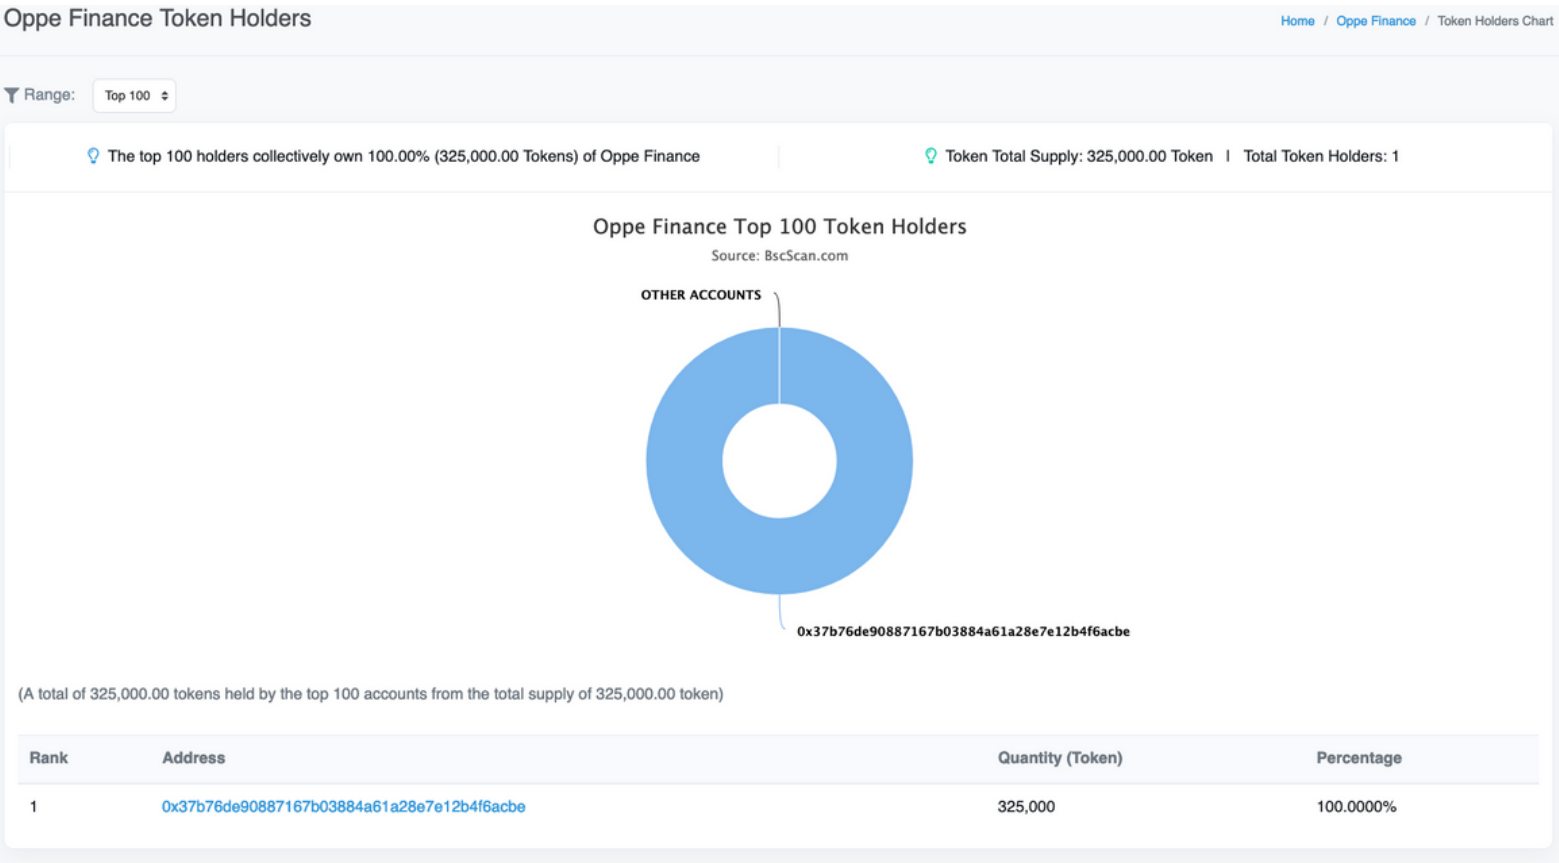 Oppe Finance Token Holders
Home / Oppe Finance / Token Holders Chart
Range: Top 100
The top 100 holders collectively own 100.00% (325,000.00 Tokens) of Oppe Finance
Token Total Supply: 325,000.00 Token | Total Token Holders: 1
Oppe Finance Top 100 Token Holders
Source: BscScan.com
OTHER ACCOUNTS
0x37b76de90887167b03884a61a28e7e12b4f6acbe
(A total of 325,000.00 tokens held by the top 100 accounts from the total supply of 325,000.00 token)
Rank Address Quantity (Token) Percentage
1 0x37b76de90887167b03884a61a28e7e12b4f6acbe 325,000 100.0000%